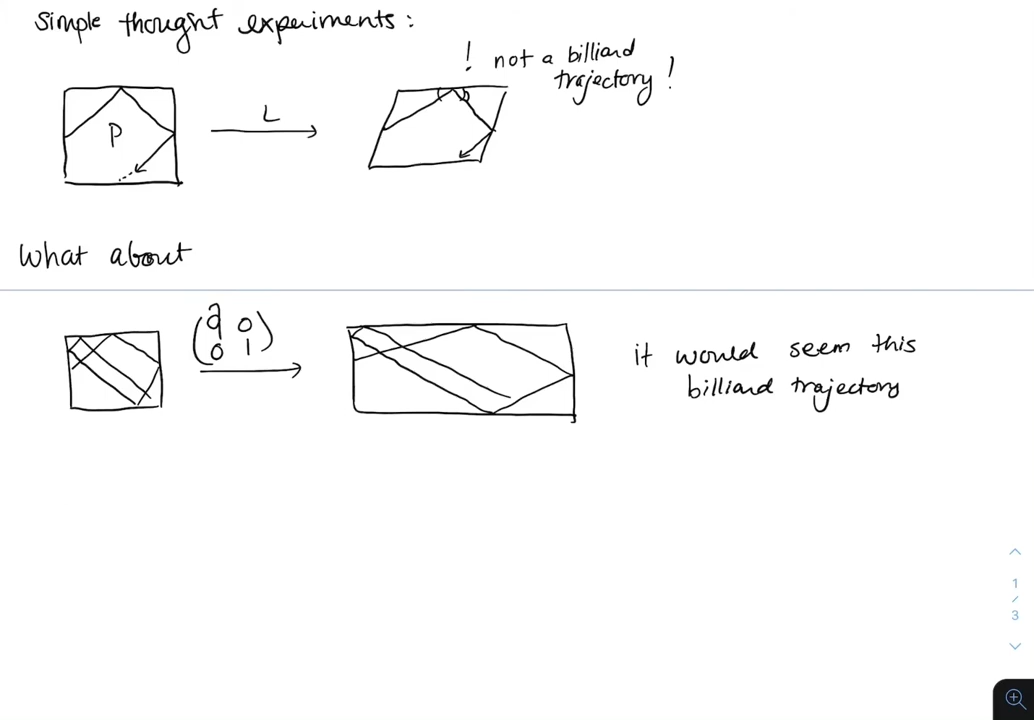 Simple thought experiments:
! not a billiard
trajectory!
P
L
What about
(2 0
0 1)
it would seem this
billiard trajectory
1
/
3